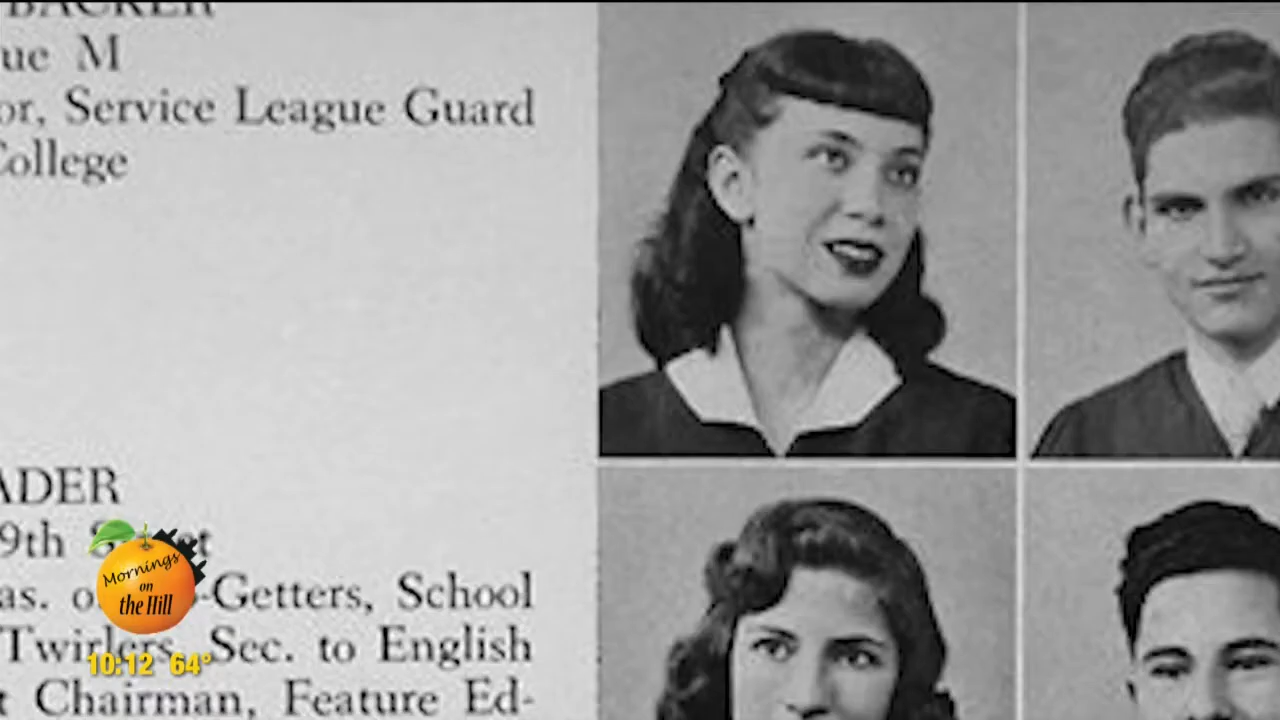 BACKER
ue M
or, Service League Guard
College
ADER
9th
as. o -Getters, School
Twirlers, Sec. to English
t Chairman, Feature Ed-
Mornings
on
the Hill
10:12 64°